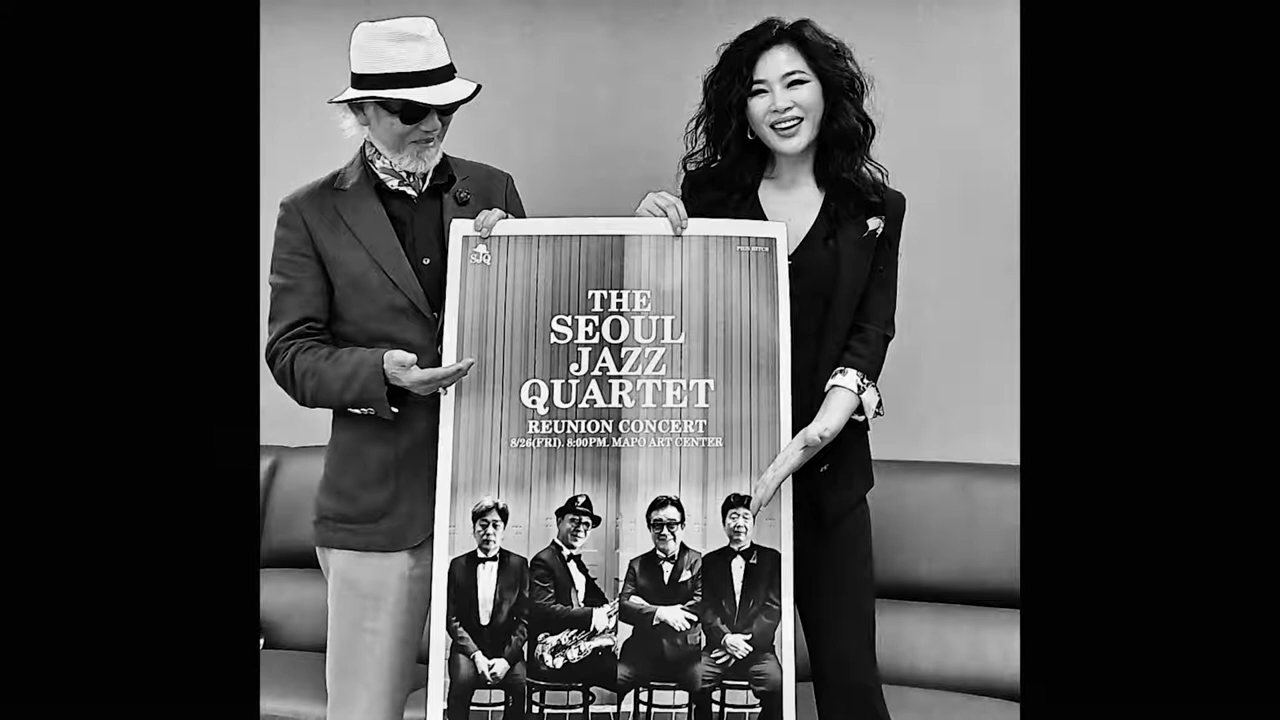 SJQ
THE
SEOUL
JAZZ
QUARTET
REUNION CONCERT
8/26(FRI). 8:00PM. MAPO ART CENTER